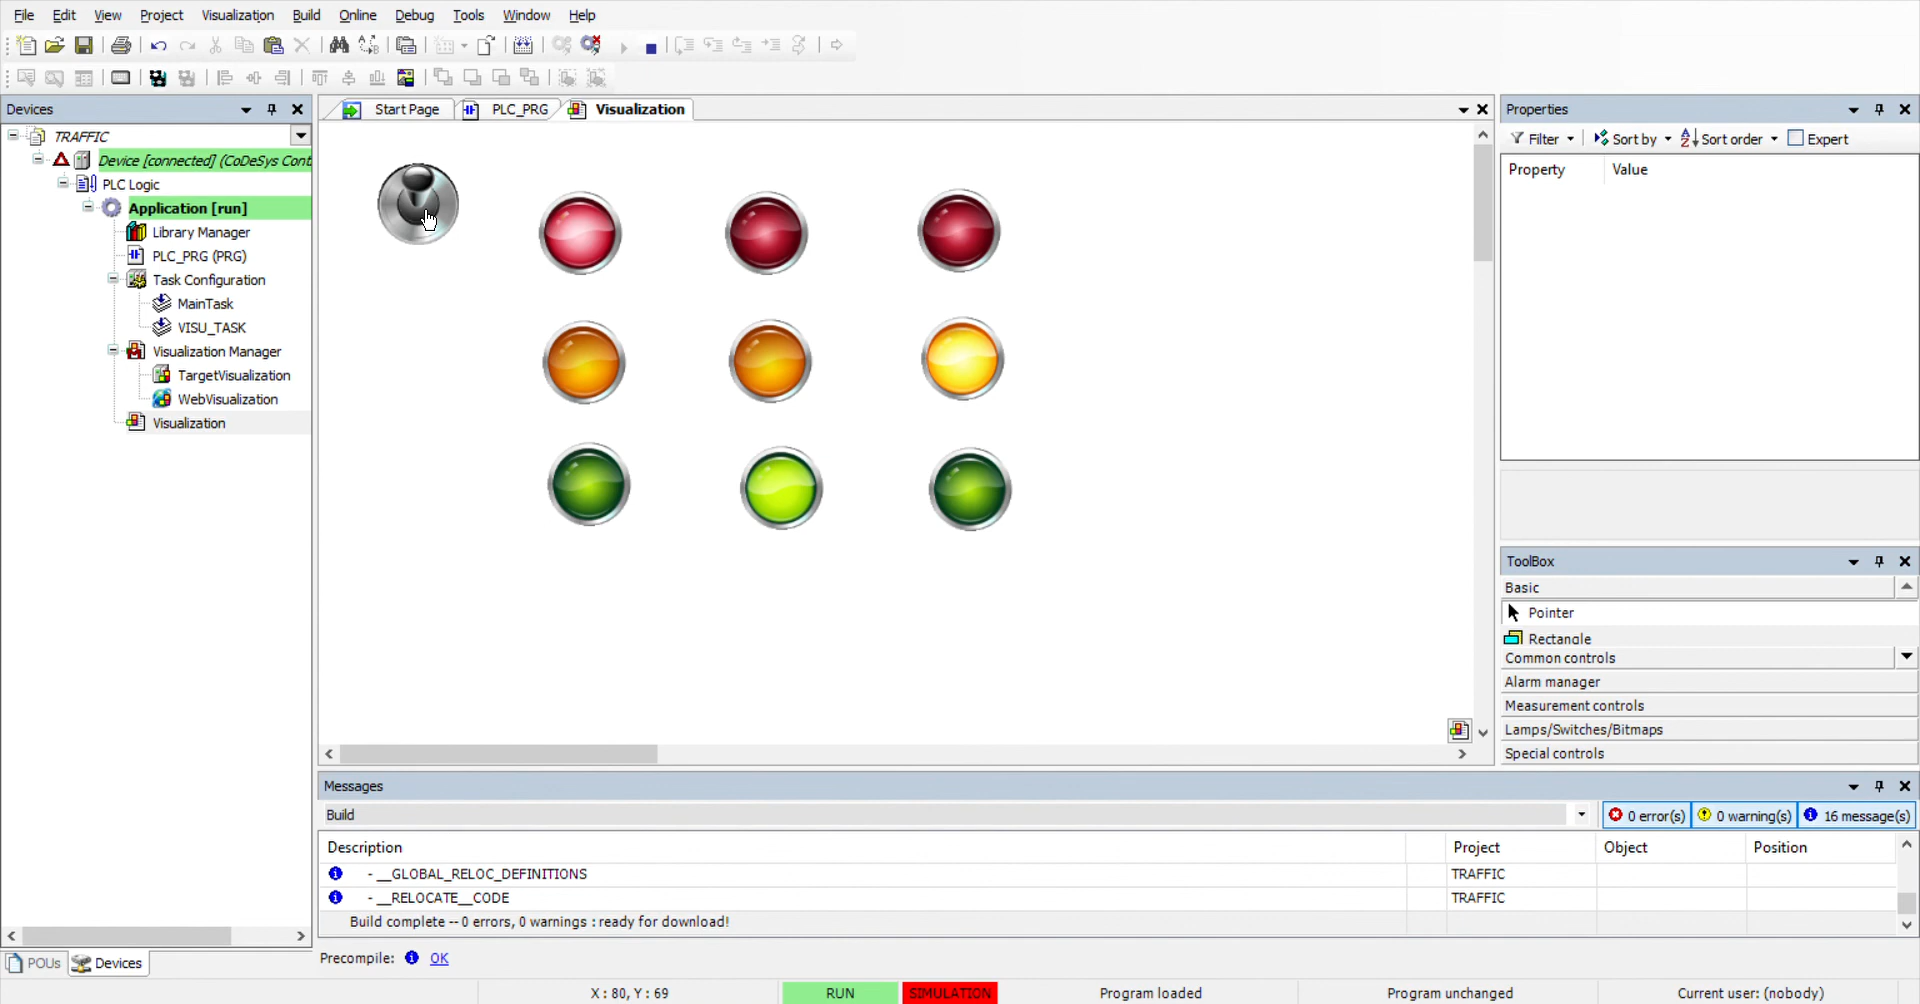 File Edit View Project Visualization Build Online Debug Tools Window Help
Devices
TRAFFIC
Device [connected] (CoDeSys Cont
PLC Logic
Application [run]
Library Manager
PLC_PRG (PRG)
Task Configuration
MainTask
VISU_TASK
Visualization Manager
TargetVisualization
WebVisualization
Visualization
POUs Devices
Start Page PLC_PRG Visualization
Properties
Filter Sort by Sort order Expert
Property Value
ToolBox
Basic
Pointer
Rectangle
Common controls
Alarm manager
Measurement controls
Lamps/Switches/Bitmaps
Special controls
Messages
Build 0 error(s) 0 warning(s) 16 message(s)
Description Project Object Position
- __GLOBAL_RELOC_DEFINITIONS TRAFFIC
- __RELOCATE__CODE TRAFFIC
Build complete -- 0 errors, 0 warnings : ready for download!
Precompile: OK
X : 80, Y : 69 RUN SIMULATION Program loaded Program unchanged Current user: (nobody)